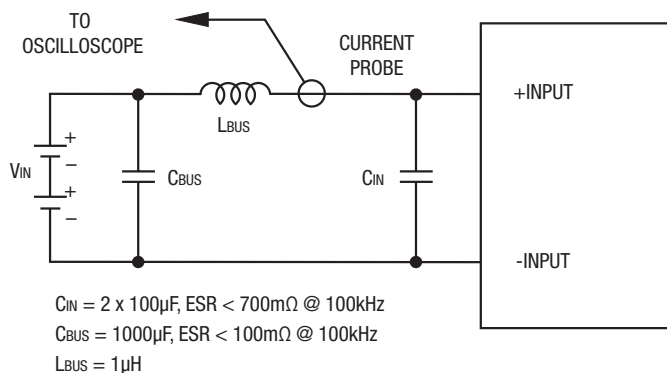 TO
OSCILLOSCOPE
CURRENT
PROBE
+INPUT
LBUS
VIN
+
−
+
−
CBUS
CIN
-INPUT
CIN = 2 x 100µF, ESR < 700mΩ @ 100kHz
CBUS = 1000µF, ESR < 100mΩ @ 100kHz
LBUS = 1µH